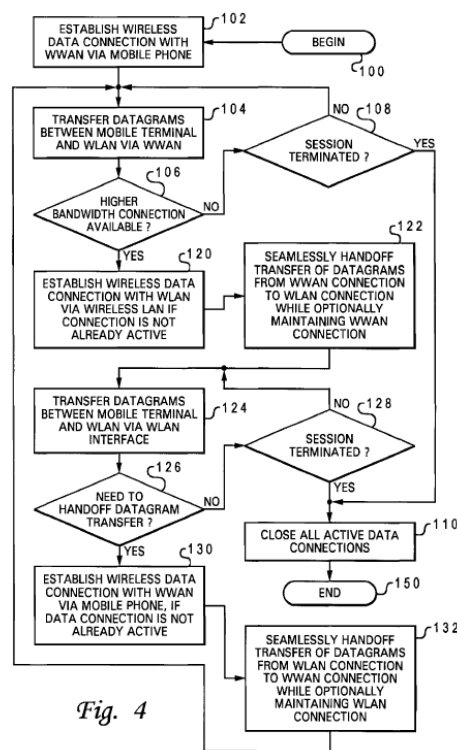 102
ESTABLISH WIRELESS
DATA CONNECTION WITH
WWAN VIA MOBILE PHONE
BEGIN
100
104
TRANSFER DATAGRAMS
BETWEEN MOBILE TERMINAL
AND WLAN VIA WWAN
NO
108
SESSION
TERMINATED ?
YES
106
HIGHER
BANDWIDTH CONNECTION
AVAILABLE ?
NO
YES
120
ESTABLISH WIRELESS DATA
CONNECTION WITH WLAN
VIA WIRELESS LAN IF
CONNECTION IS NOT
ALREADY ACTIVE
122
SEAMLESSLY HANDOFF
TRANSFER OF DATAGRAMS
FROM WWAN CONNECTION
TO WLAN CONNECTION
WHILE OPTIONALLY
MAINTAINING WWAN
CONNECTION
124
TRANSFER DATAGRAMS
BETWEEN MOBILE TERMINAL
AND WLAN VIA WLAN
INTERFACE
NO
128
SESSION
TERMINATED ?
YES
126
NEED TO
HANDOFF DATAGRAM
TRANSFER ?
NO
YES
110
CLOSE ALL ACTIVE DATA
CONNECTIONS
END
150
130
ESTABLISH WIRELESS DATA
CONNECTION WITH WWAN
VIA MOBILE PHONE, IF
DATA CONNECTION IS NOT
ALREADY ACTIVE
132
SEAMLESSLY HANDOFF
TRANSFER OF DATAGRAMS
FROM WLAN CONNECTION
TO WWAN CONNECTION
WHILE OPTIONALLY
MAINTAINING WLAN
CONNECTION
Fig. 4